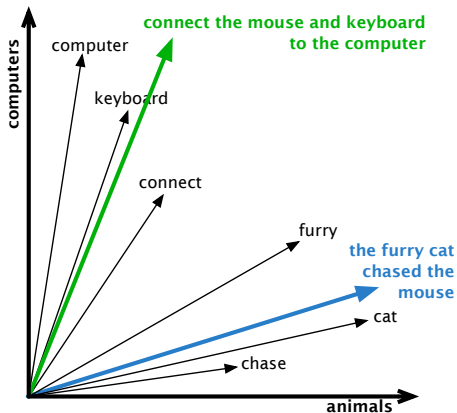 connect the mouse and keyboard
to the computer
computer
computers
keyboard
connect
furry
the furry cat
chased the
mouse
cat
chase
animals